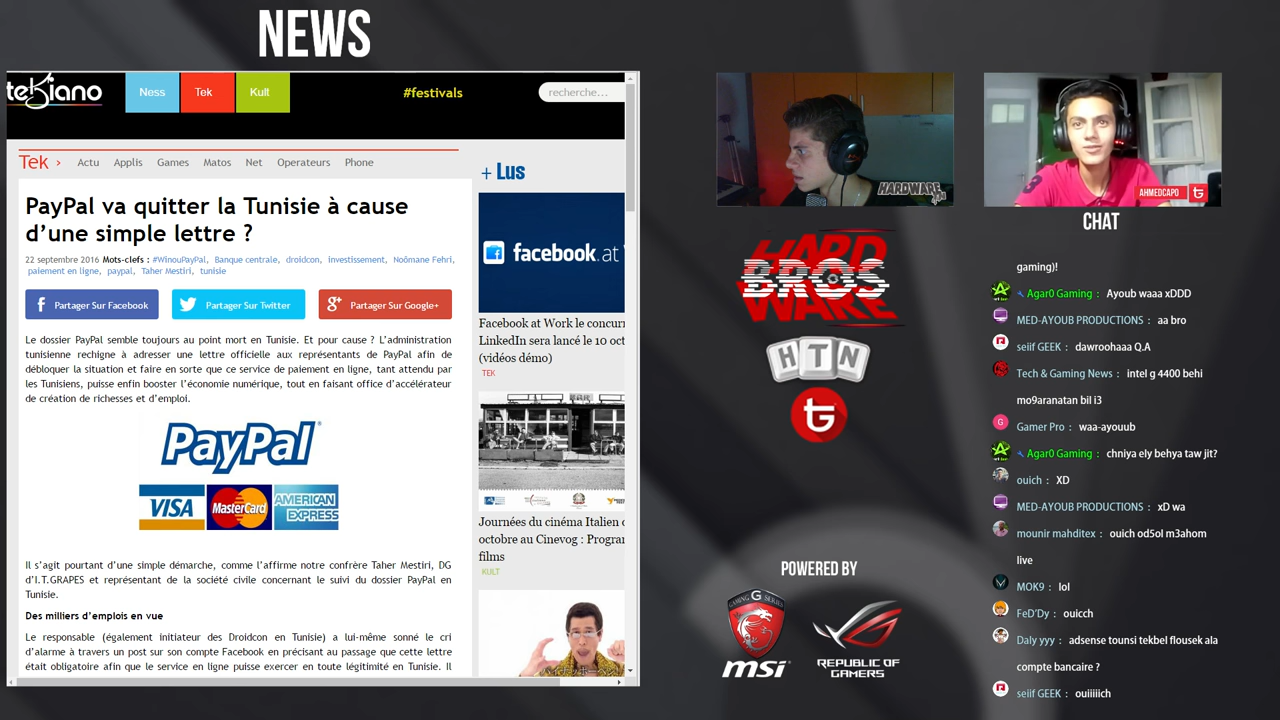 NEWS
tekiano
Ness
Tek
Kult
#festivals
recherche...
Tek ›
Actu
Applis
Games
Matos
Net
Operateurs
Phone
PayPal va quitter la Tunisie à cause
d’une simple lettre ?
22 septembre 2016 Mots-clefs : #WinouPayPal, Banque centrale, droidcon, investissement, Noômane Fehri,
paiement en ligne, paypal, Taher Mestiri, tunisie
Partager Sur Facebook
Partager Sur Twitter
Partager Sur Google+
Le dossier PayPal semble toujours au point mort en Tunisie. Et pour cause ? L’administration
tunisienne rechigne à adresser une lettre officielle aux représentants de PayPal afin de
débloquer la situation et faire en sorte que ce service de paiement en ligne, tant attendu par
les Tunisiens, puisse enfin booster l’économie numérique, tout en faisant office d’accélérateur
de création de richesses et d’emploi.
PayPal
VISA
MasterCard
AMERICAN
EXPRESS
Il s’agit pourtant d’une simple démarche, comme l’affirme notre confrère Taher Mestiri, DG
d’I.T.GRAPES et représentant de la société civile concernant le suivi du dossier PayPal en
Tunisie.
Des milliers d’emplois en vue
Le responsable (également initiateur des Droidcon en Tunisie) a lui-même sonné le cri
d’alarme à travers un post sur son compte Facebook en précisant au passage que cette lettre
était obligatoire afin que le service en ligne puisse exercer en toute légitimité en Tunisie. Il
+ Lus
facebook.at
Facebook at Work le concurr
LinkedIn sera lancé le 10 oct
(vidéos démo)
TEK
Journées du cinéma Italien
octobre au Cinevog : Program
films
KULT
HARDWARE
AHMEDCAPO
HARD
BROS
WARE
HTN
POWERED BY
GAMING G SERIES
msi
REPUBLIC OF
GAMERS
CHAT
gaming)!
Agar0 Gaming : Ayoub waaa xDDD
MED-AYOUB PRODUCTIONS : aa bro
seiif GEEK : dawroohaaa Q.A
Tech & Gaming News : intel g 4400 behi
mo9aranatan bil i3
G Gamer Pro : waa-ayouub
Agar0 Gaming : chniya ely behya taw jit?
ouich : XD
MED-AYOUB PRODUCTIONS : xD wa
mounir mahditex : ouich od5ol m3ahom
live
MOK9 : lol
FeD'Dy : ouicch
Daly yyy : adsense tounsi tekbel flousek ala
compte bancaire ?
seiif GEEK : ouiiiiich